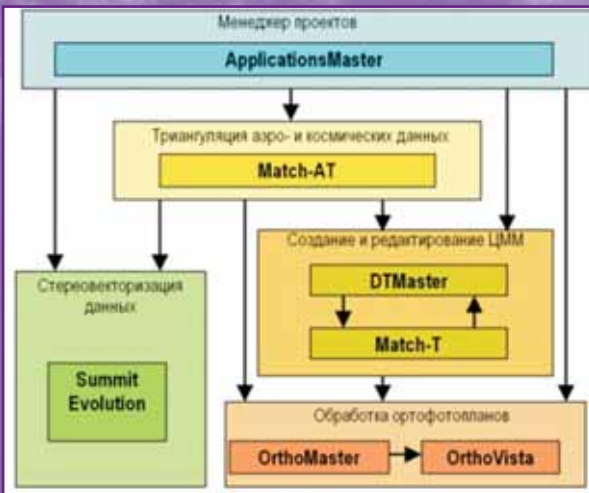 Менеджер проектов
ApplicationsMaster
Триангуляция аэро- и космических данных
Match-AT
Создание и редактирование ЦММ
DTMaster
Match-T
Стереовекторизация
данных
Summit
Evolution
Обработка ортофотопланов
OrthoMaster
OrthoVista